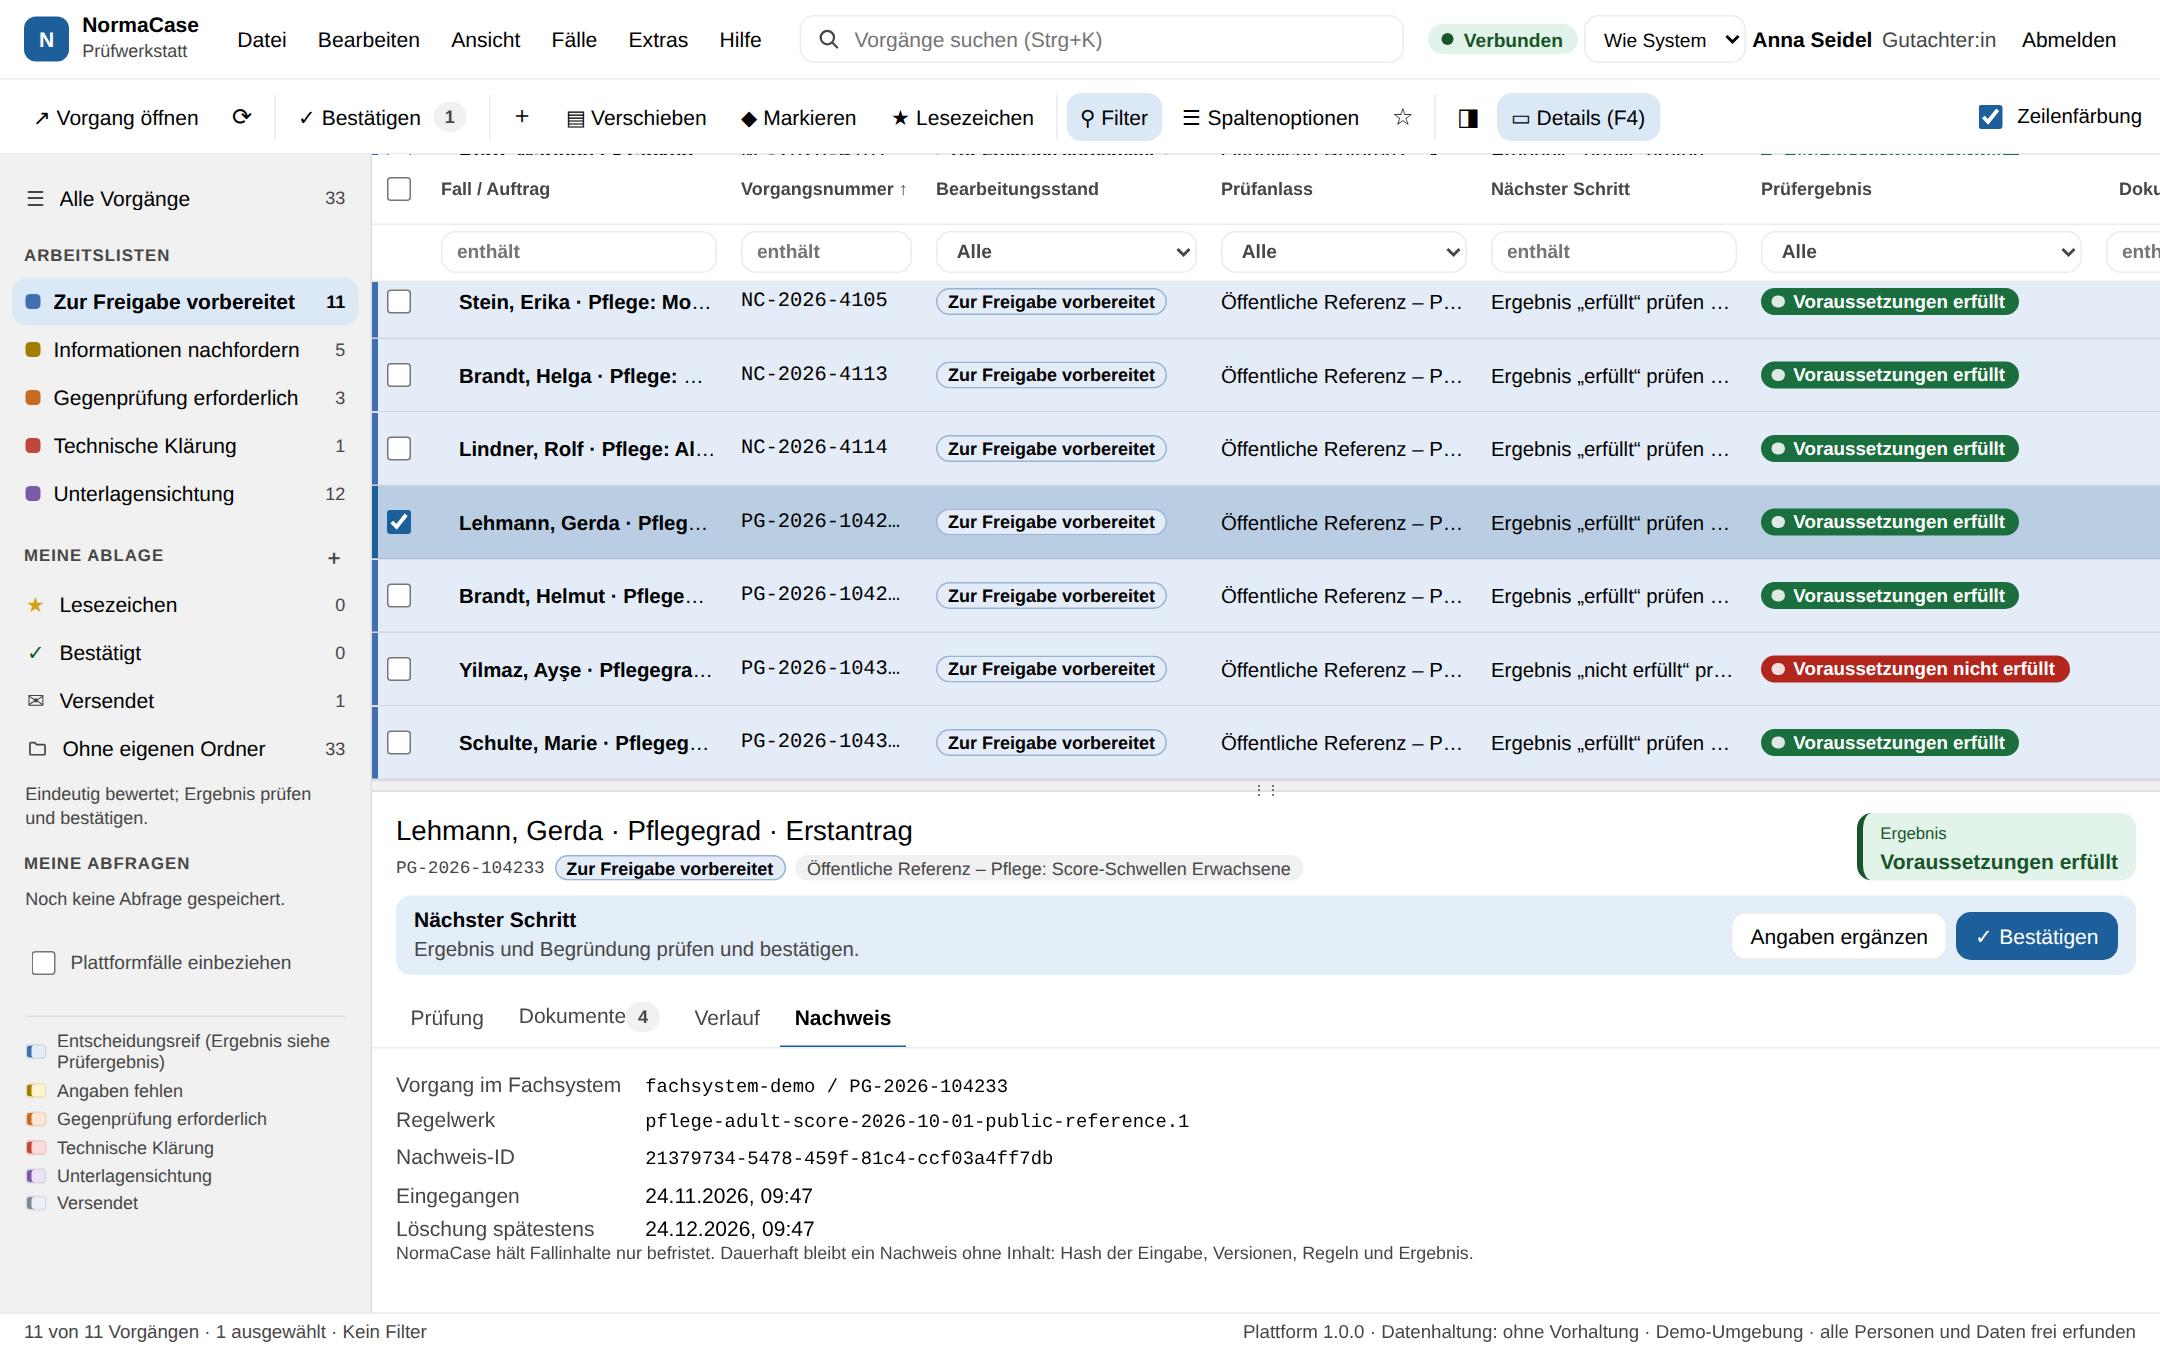 N NormaCase
Prüfwerkstatt
Datei Bearbeiten Ansicht Fälle Extras Hilfe
Vorgänge suchen (Strg+K)
Verbunden
Wie System
Anna Seidel Gutachter:in Abmelden
↗ Vorgang öffnen ⟳ ✓ Bestätigen 1 + ▤ Verschieben ◆ Markieren ★ Lesezeichen ⚲ Filter ☰ Spaltenoptionen ☆ ◨ ▭ Details (F4) Zeilenfärbung
☰ Alle Vorgänge 33
ARBEITSLISTEN
Zur Freigabe vorbereitet 11
Informationen nachfordern 5
Gegenprüfung erforderlich 3
Technische Klärung 1
Unterlagensichtung 12
MEINE ABLAGE +
★ Lesezeichen 0
✓ Bestätigt 0
✉ Versendet 1
Ohne eigenen Ordner 33
Eindeutig bewertet; Ergebnis prüfen
und bestätigen.
MEINE ABFRAGEN
Noch keine Abfrage gespeichert.
Plattformfälle einbeziehen
Entscheidungsreif (Ergebnis siehe
Prüfergebnis)
Angaben fehlen
Gegenprüfung erforderlich
Technische Klärung
Unterlagensichtung
Versendet
Fall / Auftrag Vorgangsnummer ↑ Bearbeitungsstand Prüfanlass Nächster Schritt Prüfergebnis Doku
enthält enthält Alle Alle enthält Alle enth
Stein, Erika · Pflege: Mo… NC-2026-4105 Zur Freigabe vorbereitet Öffentliche Referenz – P… Ergebnis „erfüllt“ prüfen … Voraussetzungen erfüllt
Brandt, Helga · Pflege: … NC-2026-4113 Zur Freigabe vorbereitet Öffentliche Referenz – P… Ergebnis „erfüllt“ prüfen … Voraussetzungen erfüllt
Lindner, Rolf · Pflege: Al… NC-2026-4114 Zur Freigabe vorbereitet Öffentliche Referenz – P… Ergebnis „erfüllt“ prüfen … Voraussetzungen erfüllt
Lehmann, Gerda · Pfleg… PG-2026-1042… Zur Freigabe vorbereitet Öffentliche Referenz – P… Ergebnis „erfüllt“ prüfen … Voraussetzungen erfüllt
Brandt, Helmut · Pflege… PG-2026-1042… Zur Freigabe vorbereitet Öffentliche Referenz – P… Ergebnis „erfüllt“ prüfen … Voraussetzungen erfüllt
Yilmaz, Ayşe · Pflegegra… PG-2026-1043… Zur Freigabe vorbereitet Öffentliche Referenz – P… Ergebnis „nicht erfüllt“ pr… Voraussetzungen nicht erfüllt
Schulte, Marie · Pflegeg… PG-2026-1043… Zur Freigabe vorbereitet Öffentliche Referenz – P… Ergebnis „erfüllt“ prüfen … Voraussetzungen erfüllt
Lehmann, Gerda · Pflegegrad · Erstantrag
PG-2026-104233 Zur Freigabe vorbereitet Öffentliche Referenz – Pflege: Score-Schwellen Erwachsene
Ergebnis
Voraussetzungen erfüllt
Nächster Schritt
Ergebnis und Begründung prüfen und bestätigen.
Angaben ergänzen ✓ Bestätigen
Prüfung Dokumente 4 Verlauf Nachweis
Vorgang im Fachsystem fachsystem-demo / PG-2026-104233
Regelwerk pflege-adult-score-2026-10-01-public-reference.1
Nachweis-ID 21379734-5478-459f-81c4-ccf03a4ff7db
Eingegangen 24.11.2026, 09:47
Löschung spätestens 24.12.2026, 09:47
NormaCase hält Fallinhalte nur befristet. Dauerhaft bleibt ein Nachweis ohne Inhalt: Hash der Eingabe, Versionen, Regeln und Ergebnis.
11 von 11 Vorgängen · 1 ausgewählt · Kein Filter
Plattform 1.0.0 · Datenhaltung: ohne Vorhaltung · Demo-Umgebung · alle Personen und Daten frei erfunden